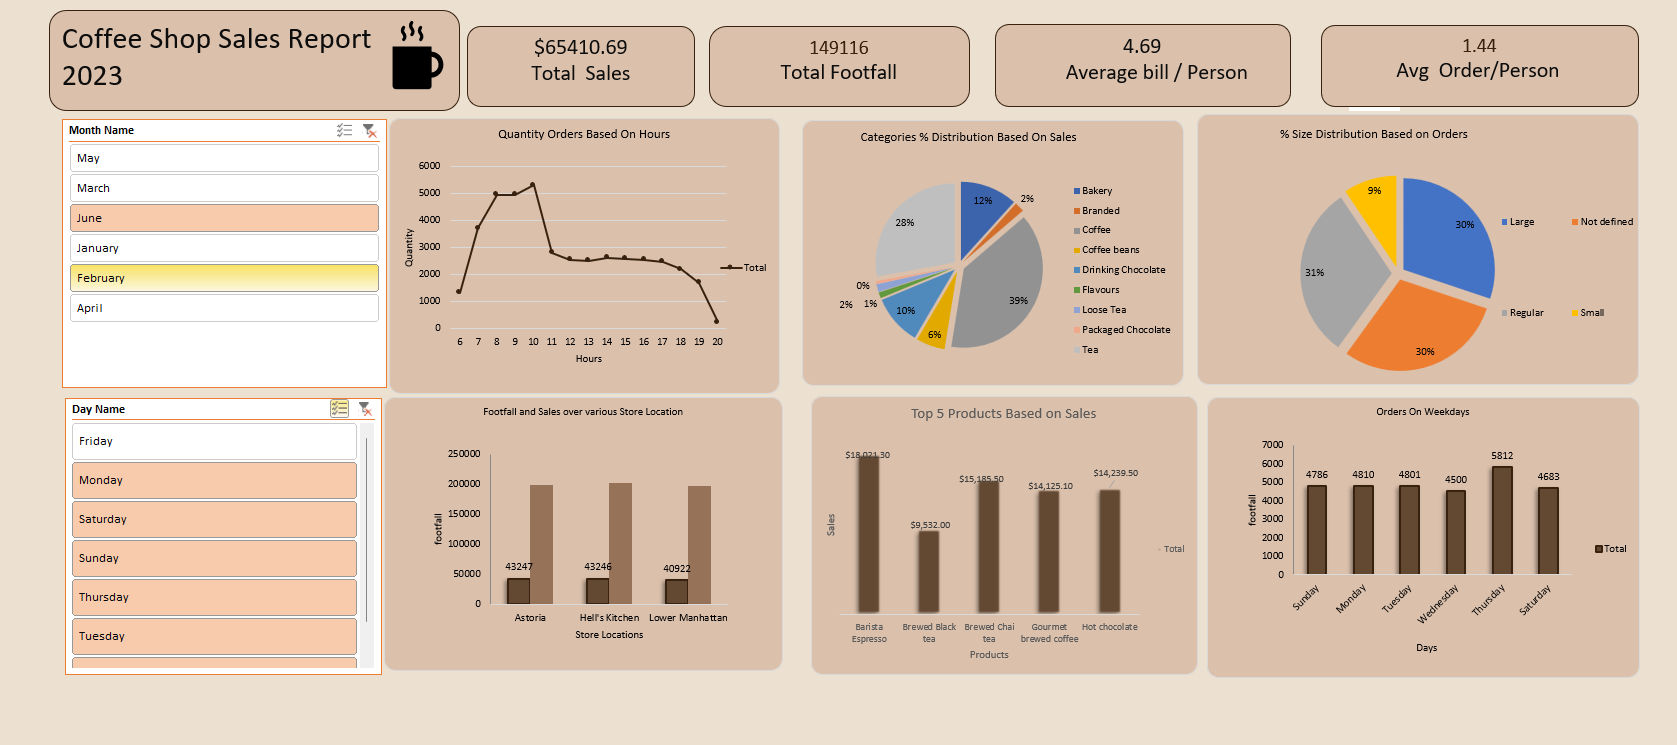 Coffee Shop Sales Report
2023
$65410.69
Total Sales
149116
Total Footfall
4.69
Average bill / Person
1.44
Avg Order/Person
Month Name
May
March
June
January
February
April
Quantity Orders Based On Hours
Quantity
6000
5000
4000
3000
2000
1000
0
6 7 8 9 10 11 12 13 14 15 16 17 18 19 20
Hours
Total
Categories % Distribution Based On Sales
12%
2%
39%
6%
10%
1%
2%
0%
28%
Bakery
Branded
Coffee
Coffee beans
Drinking Chocolate
Flavours
Loose Tea
Packaged Chocolate
Tea
% Size Distribution Based on Orders
30%
30%
31%
9%
Large
Not defined
Regular
Small
Day Name
Friday
Monday
Saturday
Sunday
Thursday
Tuesday
Footfall and Sales over various Store Location
footfall
250000
200000
150000
100000
50000
0
43247
43246
40922
Astoria
Hell's Kitchen
Lower Manhattan
Store Locations
Top 5 Products Based on Sales
Sales
$18,021.30
$9,532.00
$15,185.50
$14,125.10
$14,239.50
Barista
Espresso
Brewed Black
tea
Brewed Chai
tea
Gourmet
brewed coffee
Hot chocolate
Products
Total
Orders On Weekdays
footfall
7000
6000
5000
4000
3000
2000
1000
0
4786
4810
4801
4500
5812
4683
Sunday
Monday
Tuesday
Wednesday
Thursday
Saturday
Days
Total